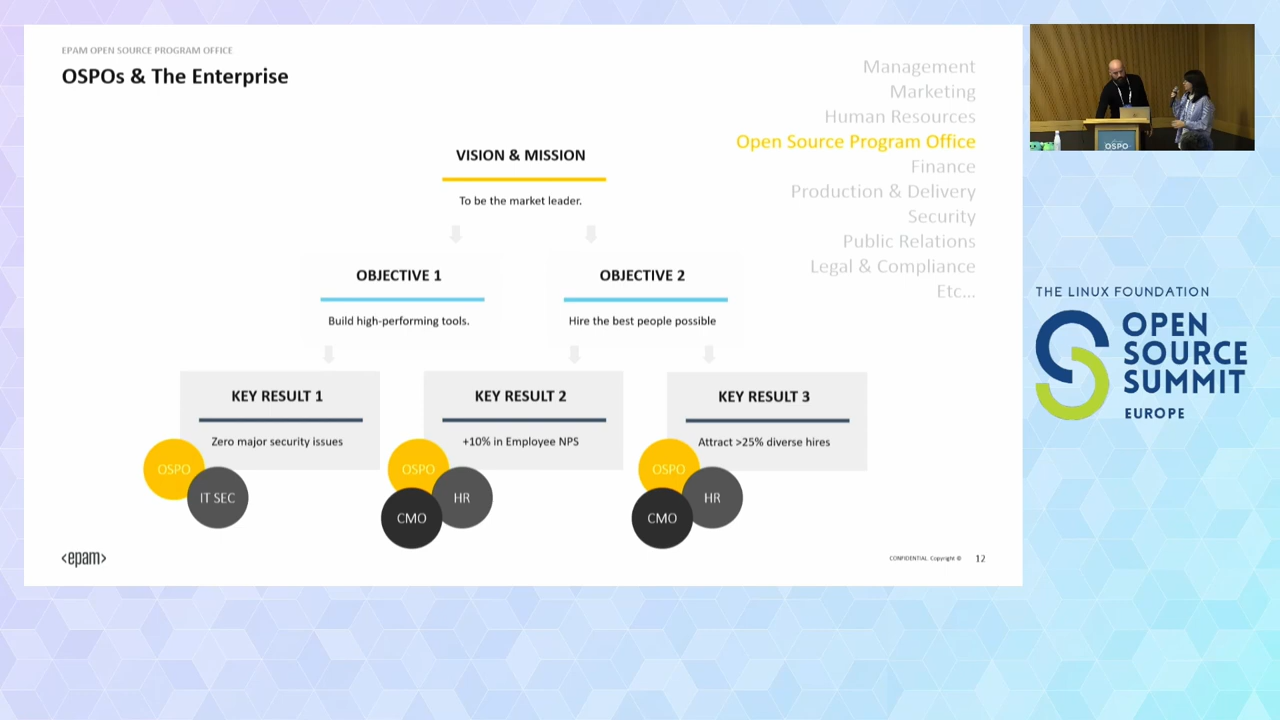 EPAM OPEN SOURCE PROGRAM OFFICE
OSPOs & The Enterprise
Management
Marketing
Human Resources
Open Source Program Office
Finance
Production & Delivery
Security
Public Relations
Legal & Compliance
Etc...
VISION & MISSION
To be the market leader.
OBJECTIVE 1
Build high-performing tools.
OBJECTIVE 2
Hire the best people possible
KEY RESULT 1
Zero major security issues
OSPO
IT SEC
KEY RESULT 2
+10% in Employee NPS
OSPO
HR
CMO
KEY RESULT 3
Attract >25% diverse hires
OSPO
HR
CMO
<epam>
CONFIDENTIAL Copyright ©
12
OSPO
THE LINUX FOUNDATION
OPEN
SOURCE
SUMMIT
EUROPE